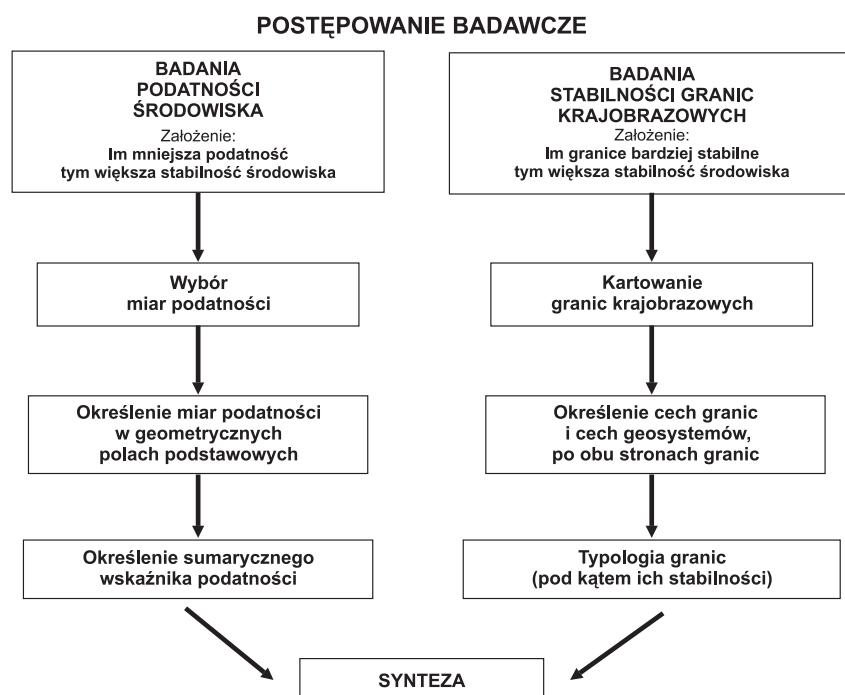 POSTĘPOWANIE BADAWCZE
BADANIA
PODATNOŚCI
ŚRODOWISKA
Założenie:
Im mniejsza podatność
tym większa stabilność środowiska
Wybór
miar podatności
Określenie miar podatności
w geometrycznych
polach podstawowych
Określenie sumarycznego
wskaźnika podatności
BADANIA
STABILNOŚCI GRANIC
KRAJOBRAZOWYCH
Założenie:
Im granice bardziej stabilne
tym większa stabilność środowiska
Kartowanie
granic krajobrazowych
Określenie cech granic
i cech geosystemów,
po obu stronach granic
Typologia granic
(pod kątem ich stabilności)
SYNTEZA